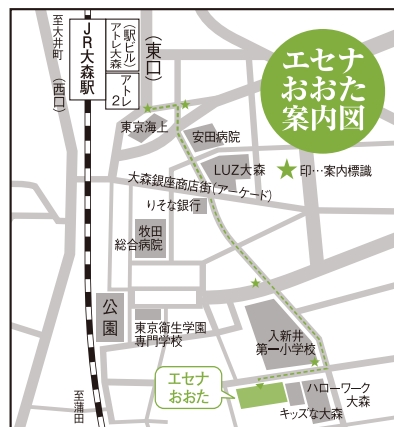 エセナ
おおた
案内図
★印…案内標識
至大井町
JR大森駅
(駅ビル)
アトレ大森
アトレ
2
(東口)
(西口)
東京海上
安田病院
LUZ大森
大森銀座商店街(アーケード)
りそな銀行
牧田
総合病院
公園
東京衛生学園
専門学校
入新井
第一小学校
エセナ
おおた
ハローワーク
大森
キッズな大森
至蒲田